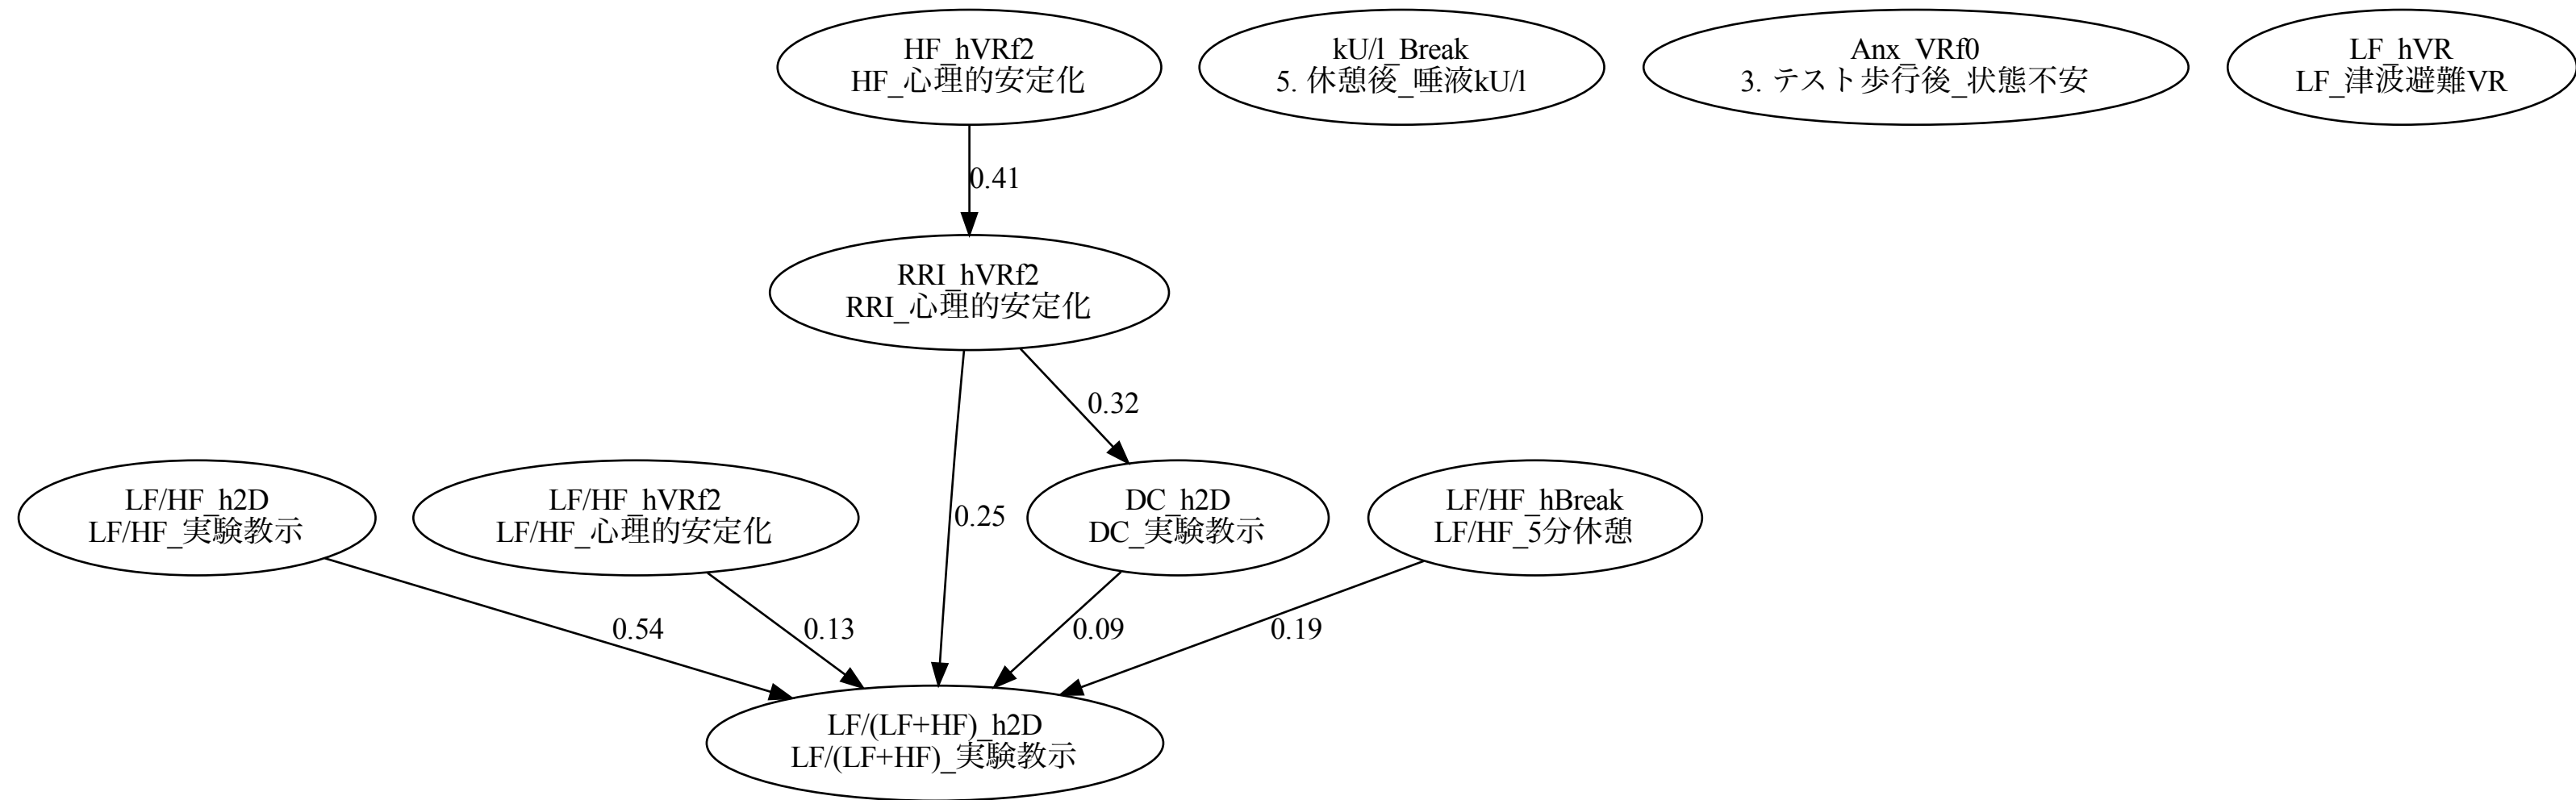 HF_hVRf2
HF_心理的安定化
kU/l_Break
5. 休憩後_唾液kU/l
Anx_VRf0
3. テスト歩行後_状態不安
LF_hVR
LF_津波避難VR
0.41
RRI_hVRf2
RRI_心理的安定化
0.32
LF/HF_h2D
LF/HF_実験教示
LF/HF_hVRf2
LF/HF_心理的安定化
0.25
DC_h2D
DC_実験教示
LF/HF_hBreak
LF/HF_5分休憩
0.54
0.13
0.09
0.19
LF/(LF+HF)_h2D
LF/(LF+HF)_実験教示